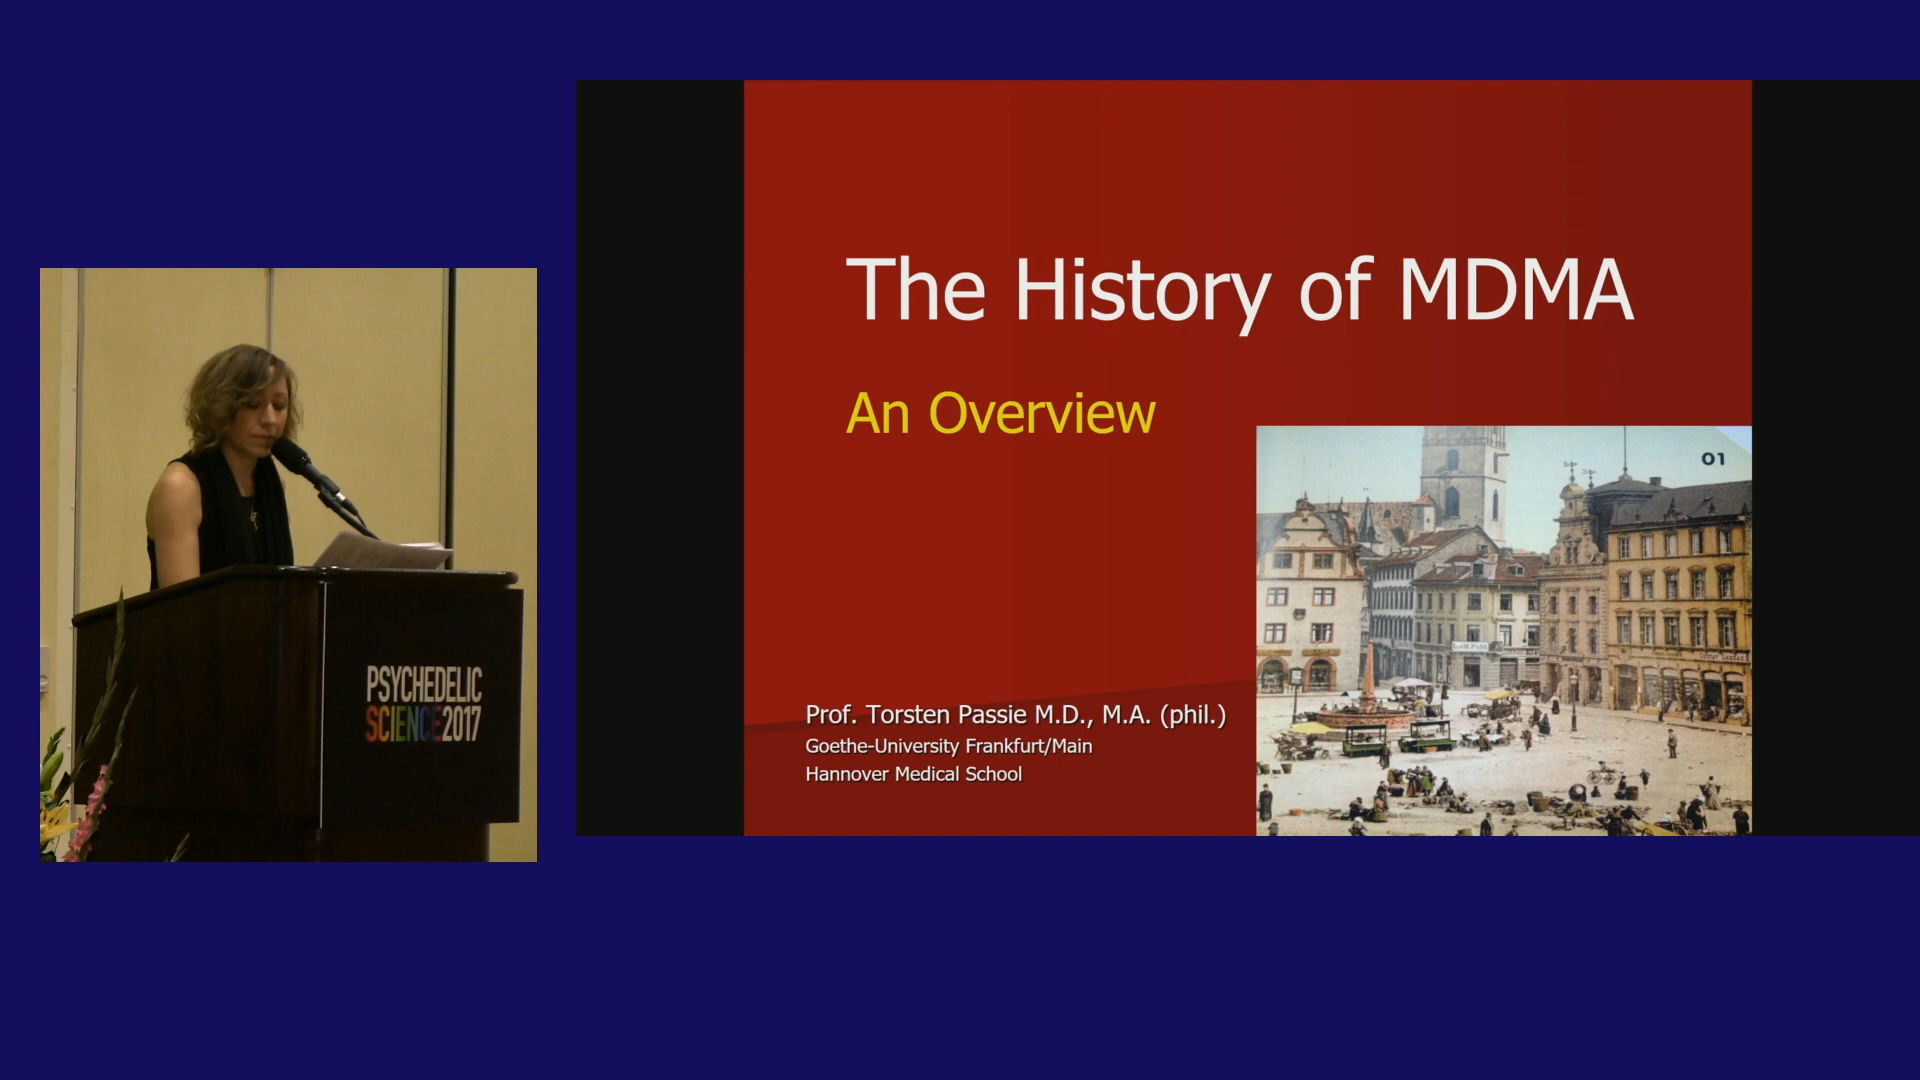 PSYCHEDELIC
SCIENCE2017
The History of MDMA
An Overview
01
Prof. Torsten Passie M.D., M.A. (phil.)
Goethe-University Frankfurt/Main
Hannover Medical School